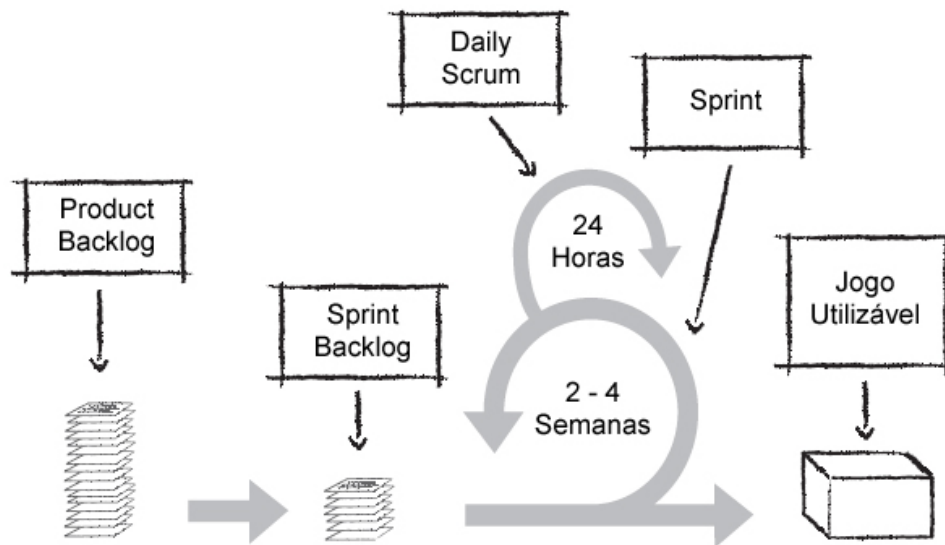 Daily
Scrum
Sprint
Product
Backlog
24
Horas
Jogo
Utilizável
Sprint
Backlog
2 - 4
Semanas